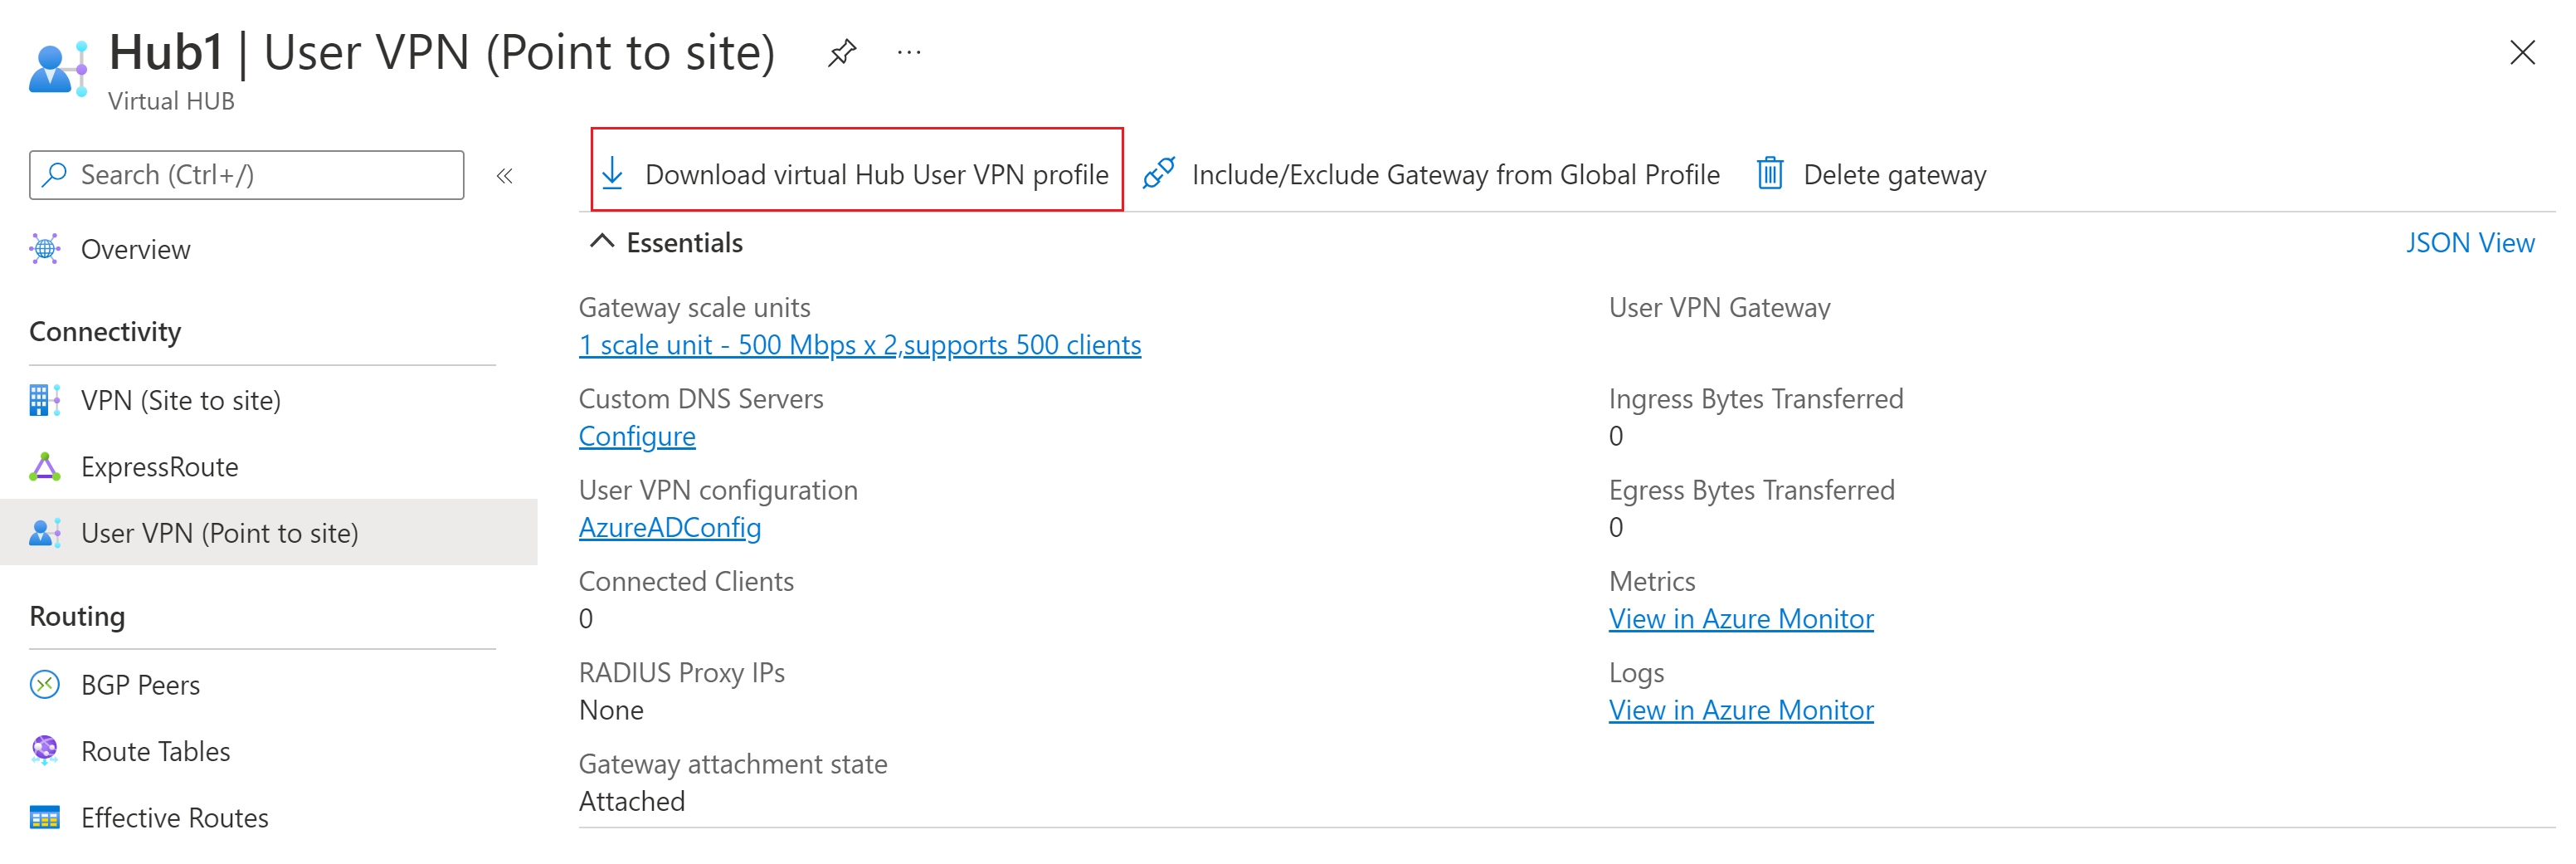 Hub1 | User VPN (Point to site)
Virtual HUB
Search (Ctrl+/)
Overview
Connectivity
VPN (Site to site)
ExpressRoute
User VPN (Point to site)
Routing
BGP Peers
Route Tables
Effective Routes
Download virtual Hub User VPN profile
Include/Exclude Gateway from Global Profile
Delete gateway
Essentials
JSON View
Gateway scale units
1 scale unit - 500 Mbps x 2,supports 500 clients
Custom DNS Servers
Configure
User VPN configuration
AzureADConfig
Connected Clients
0
RADIUS Proxy IPs
None
Gateway attachment state
Attached
User VPN Gateway
Ingress Bytes Transferred
0
Egress Bytes Transferred
0
Metrics
View in Azure Monitor
Logs
View in Azure Monitor